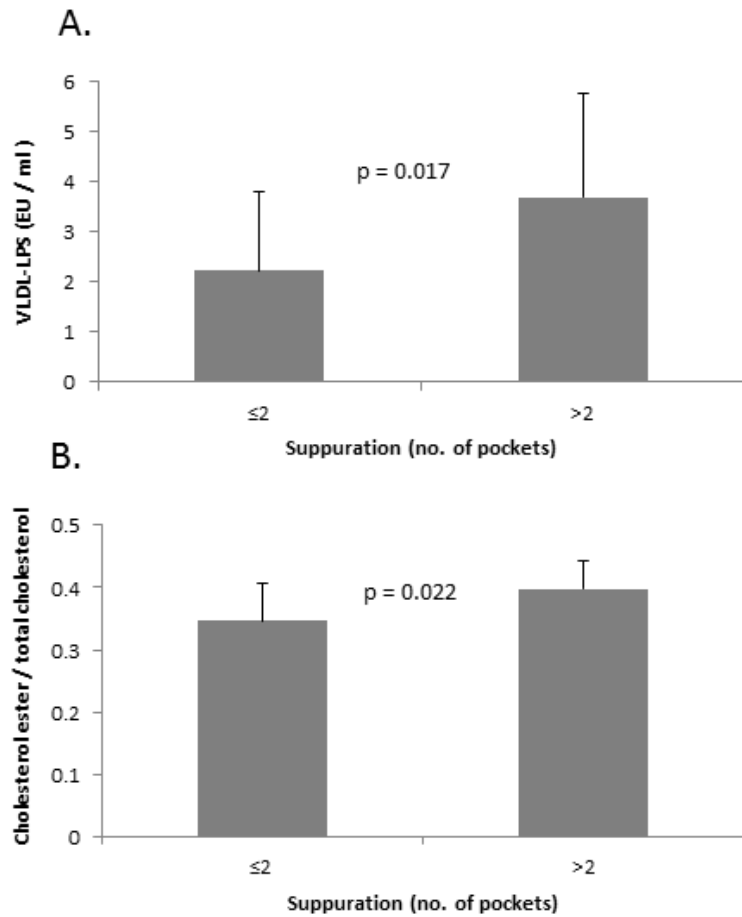 A.
6
5
4
3
2
1
0
VLDL-LPS (EU / ml )
p = 0.017
≤2
>2
Suppuration (no. of pockets)
B.
0.5
0.4
0.3
0.2
0.1
0
Cholesterol ester / total cholesterol
p = 0.022
≤2
>2
Suppuration (no. of pockets)